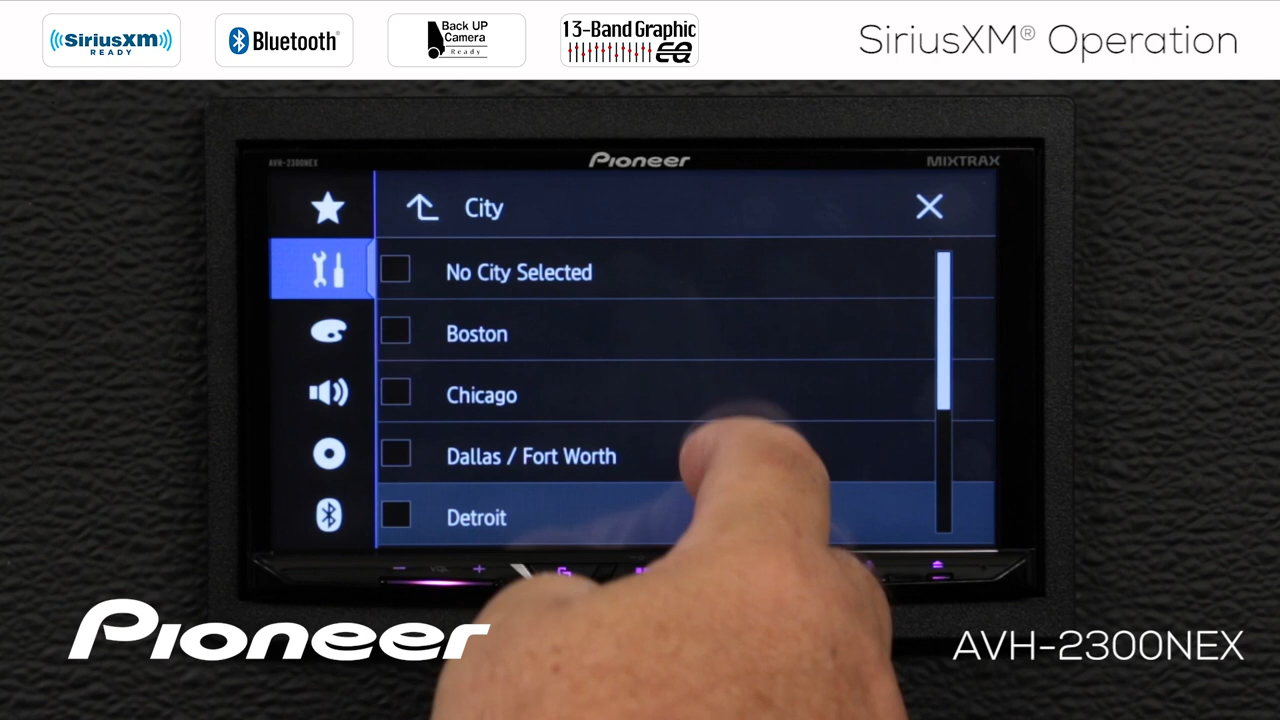 ((SiriusXM))
READY
Bluetooth®
Back UP
Camera
Ready
13-Band Graphic
EQ
SiriusXM® Operation
AVH-2300NEX
Pioneer
MIXTRAX
City
No City Selected
Boston
Chicago
Dallas / Fort Worth
Detroit
VOL
Pioneer
AVH-2300NEX